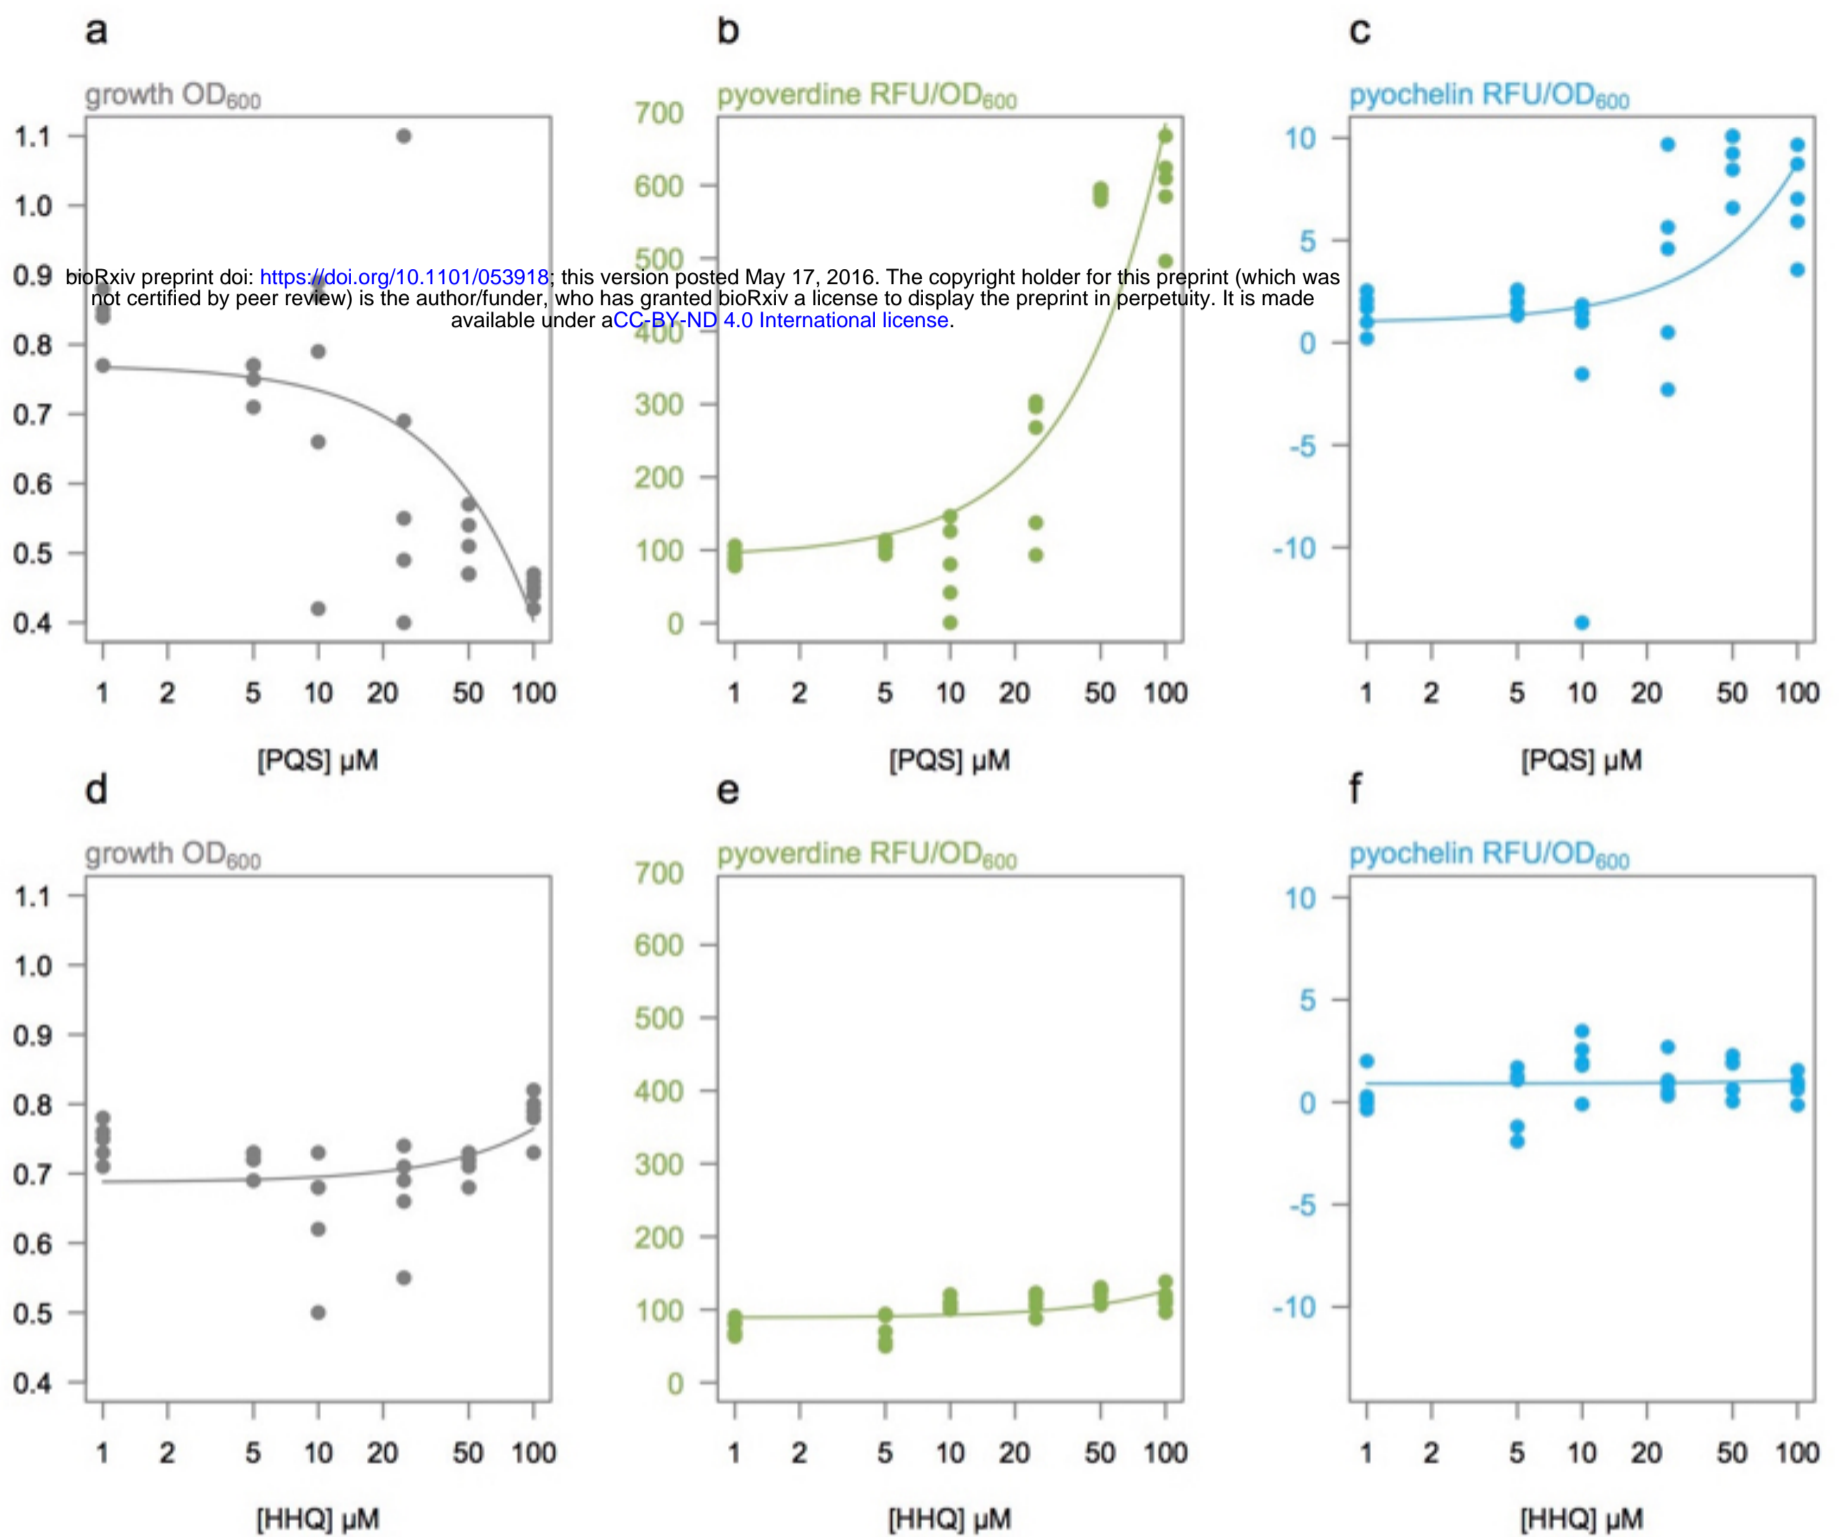 a
growth OD600
1.1
1.0
0.9
0.8
0.7
0.6
0.5
0.4
1 2 5 10 20 50 100
[PQS] µM
b
pyoverdine RFU/OD600
700
600
500
400
300
200
100
0
1 2 5 10 20 50 100
[PQS] µM
c
pyochelin RFU/OD600
10
5
0
-5
-10
1 2 5 10 20 50 100
[PQS] µM
bioRxiv preprint doi: https://doi.org/10.1101/053918; this version posted May 17, 2016. The copyright holder for this preprint (which was
not certified by peer review) is the author/funder, who has granted bioRxiv a license to display the preprint in perpetuity. It is made
available under aCC-BY-ND 4.0 International license.
d
growth OD600
1.1
1.0
0.9
0.8
0.7
0.6
0.5
0.4
1 2 5 10 20 50 100
[HHQ] µM
e
pyoverdine RFU/OD600
700
600
500
400
300
200
100
0
1 2 5 10 20 50 100
[HHQ] µM
f
pyochelin RFU/OD600
10
5
0
-5
-10
1 2 5 10 20 50 100
[HHQ] µM